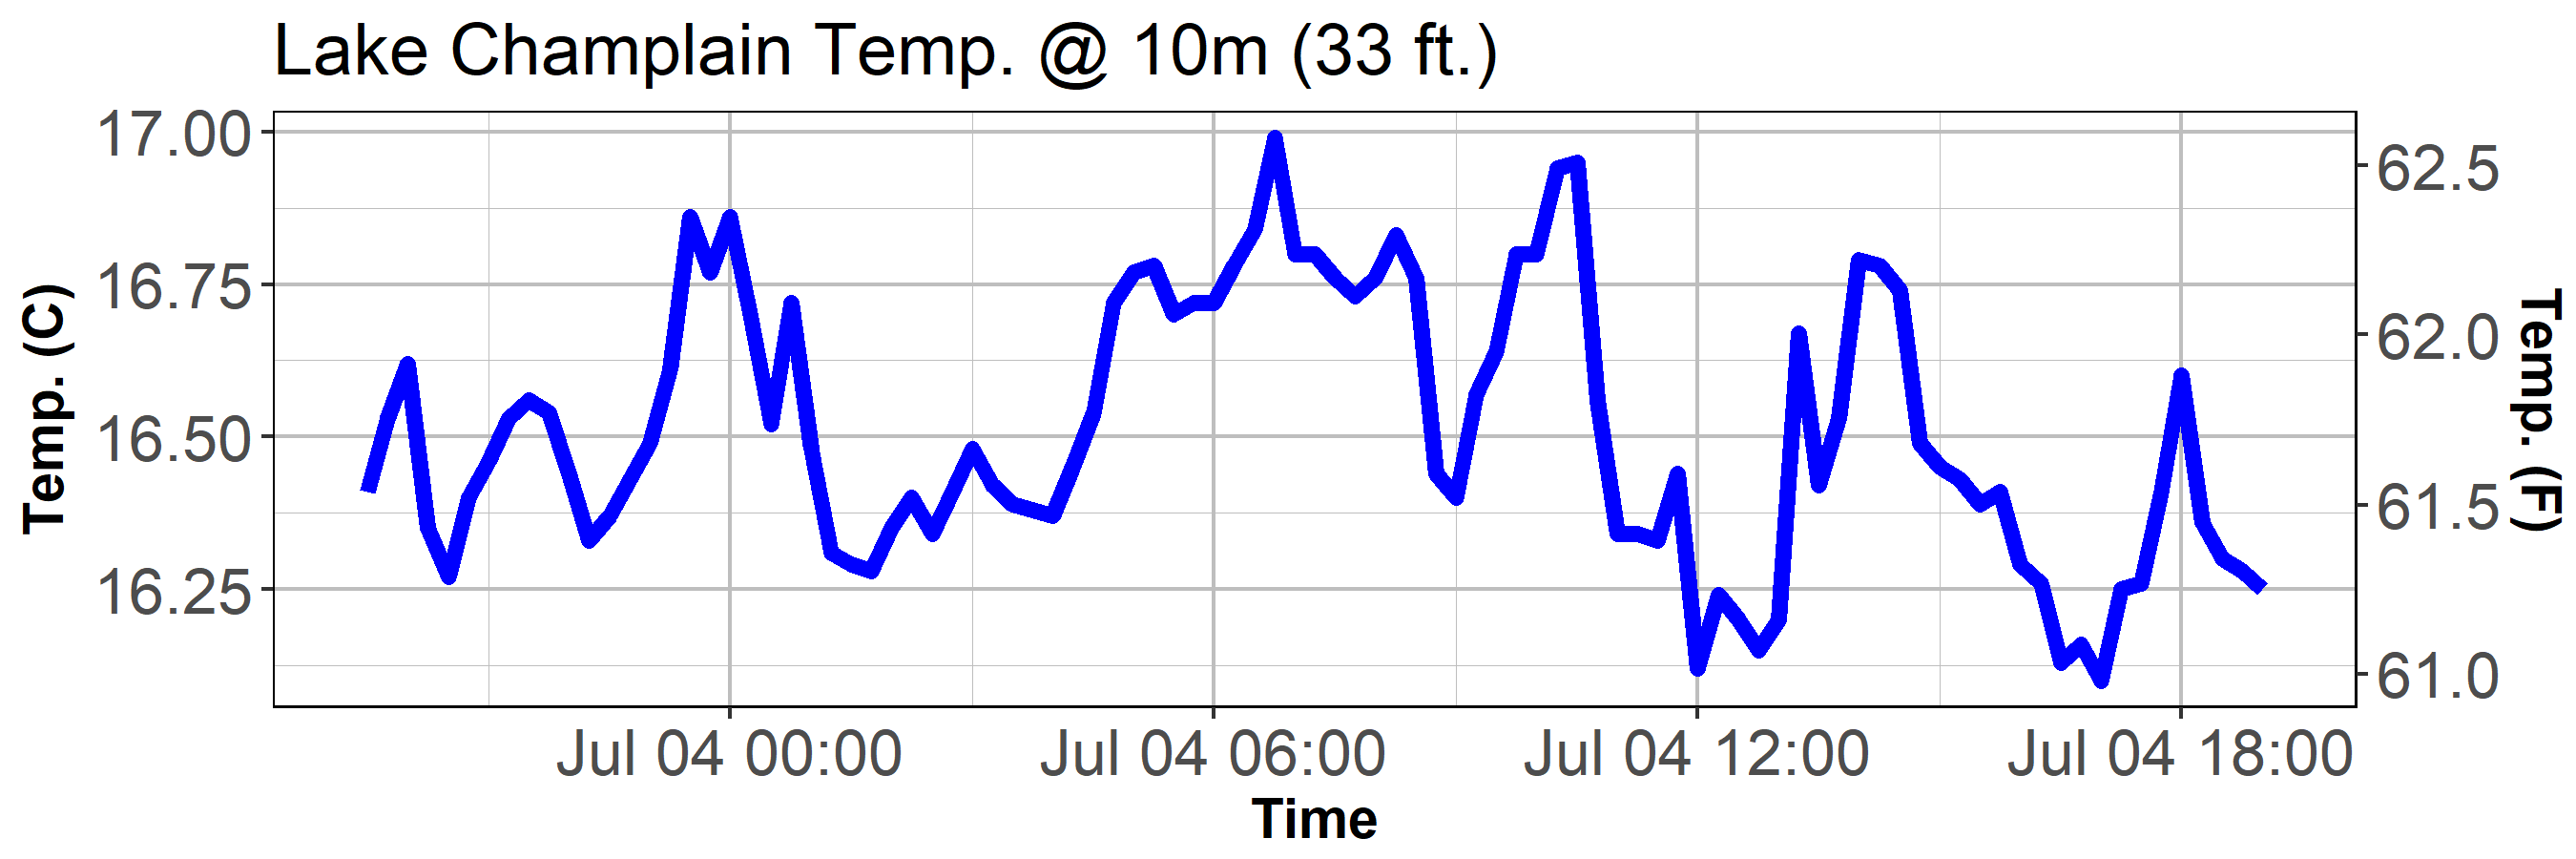 Lake Champlain Temp. @ 10m (33 ft.)
17.00
16.75
16.50
16.25
Temp. (C)
62.5
62.0
61.5
61.0
Temp. (F)
Jul 04 00:00
Jul 04 06:00
Jul 04 12:00
Jul 04 18:00
Time